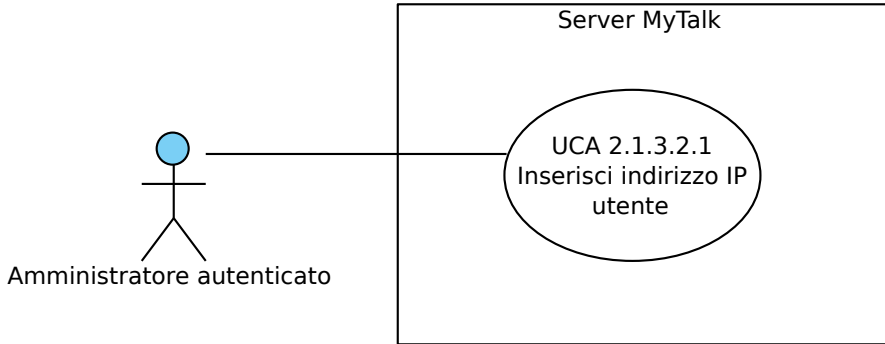 Server MyTalk
UCA 2.1.3.2.1
Inserisci indirizzo IP
utente
Amministratore autenticato